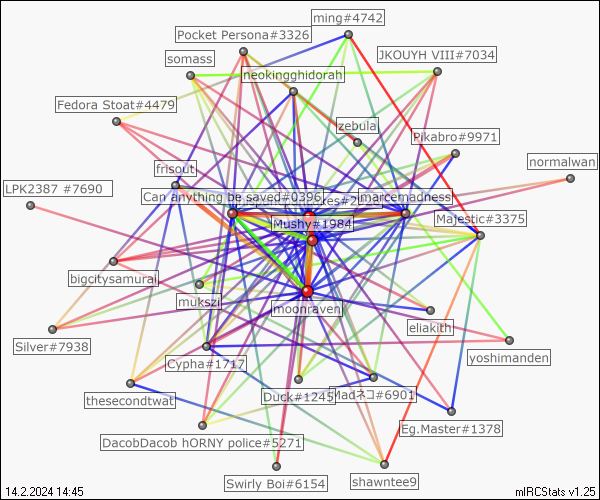 ming#4742
Pocket Persona#3326
JKOUYH VIII#7034
somass
neokingghidorah
Fedora Stoat#4479
zebulai
Pikabro#9971
normalwan
frisout
LPK2387 #7690
Can anything be saved#0396
marcemadness
Mushy#1984
Majestic#3375
bigcitysamurai
mukszi
moonraven
eliakith
Silver#7938
yoshimanden
Cypha#1717
thesecondtwat
Duck#1245
Madネコ#6901
Eg.Master#1378
DacobDacob hORNY police#5271
Swirly Boi#6154
shawntee9
14.2.2024 14:45
mIRCStats v1.25